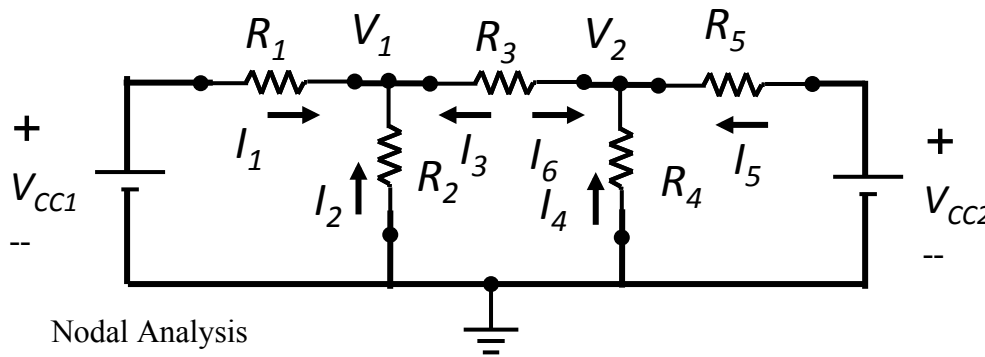 R1 V1 R3 V2 R5
+ I1 I3 I6 I5 +
VCC1 I2 R2 I4 R4 VCC2
-- --
Nodal Analysis